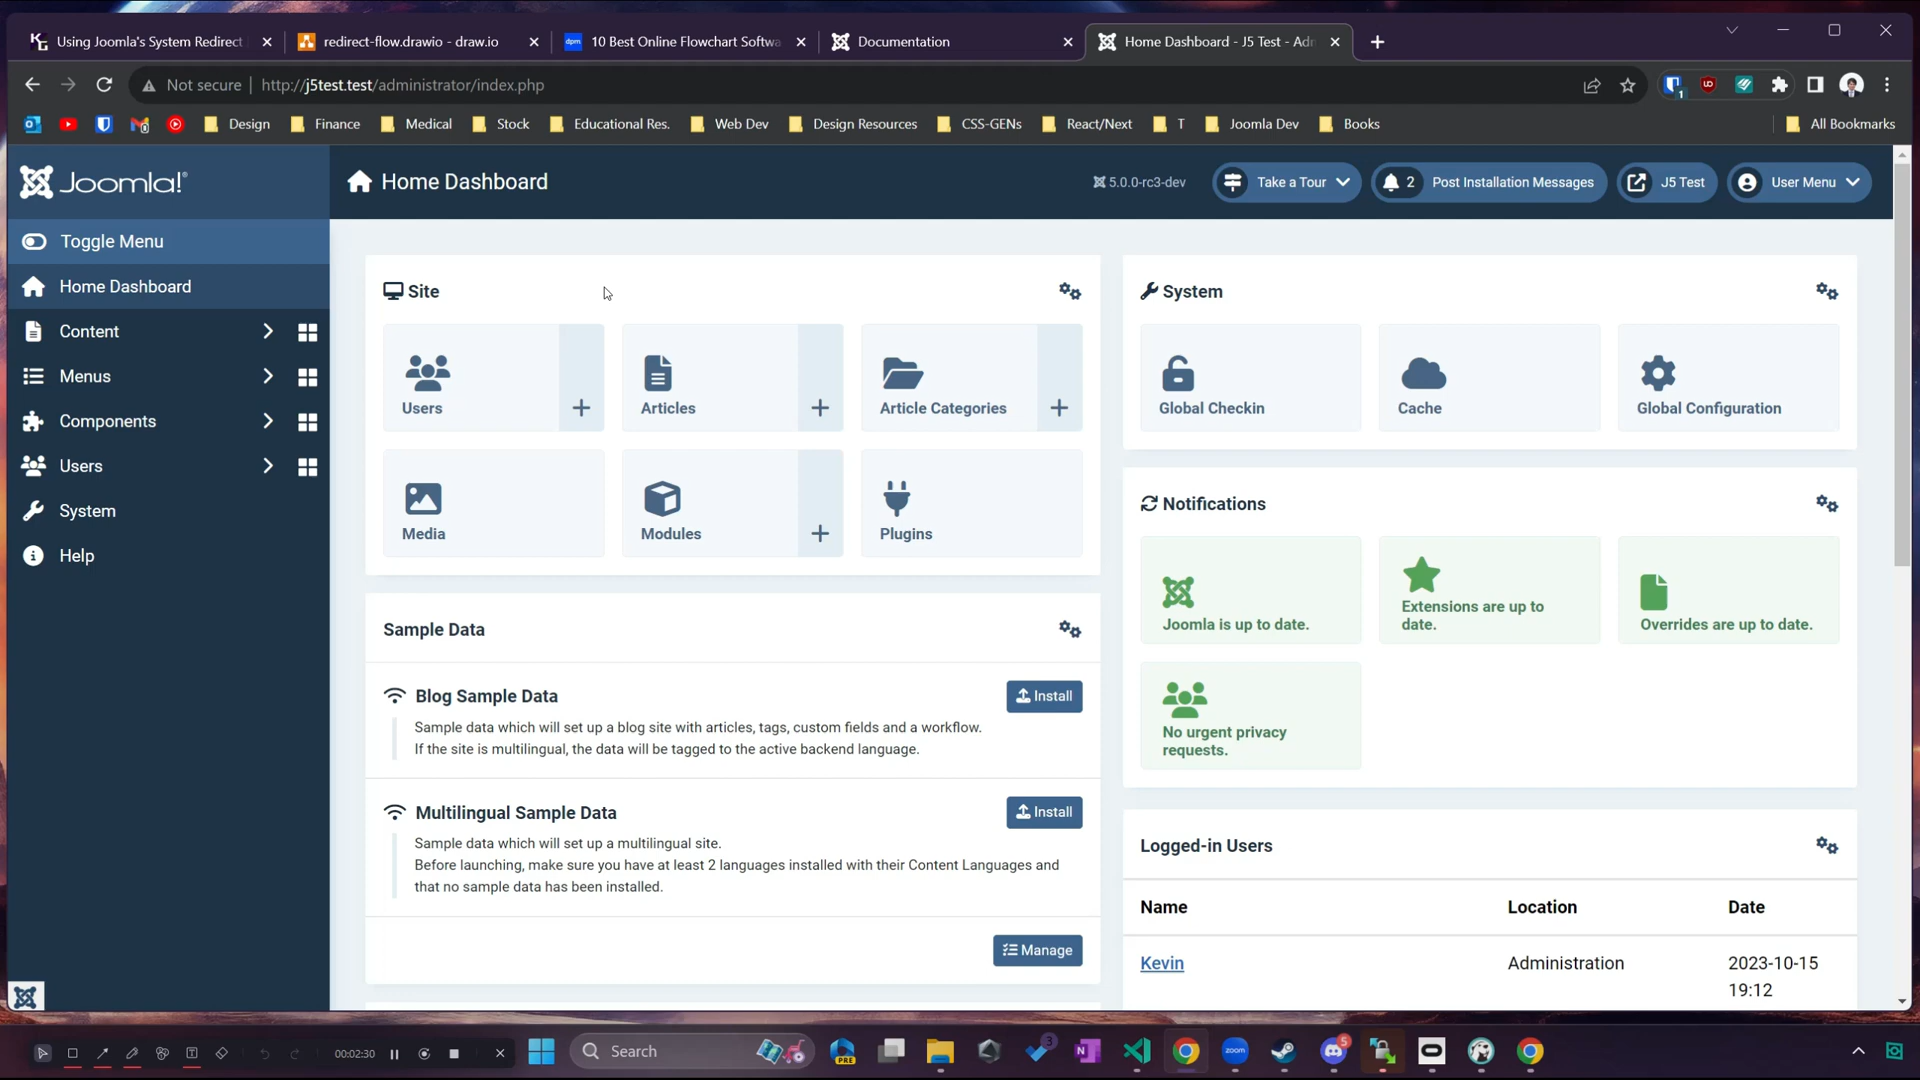 Using Joomla's System Redirect
redirect-flow.drawio - draw.io
dpm
10 Best Online Flowchart Softwa
Documentation
Home Dashboard - J5 Test - Adm
Not secure
http://j5test.test/administrator/index.php
1
Design
Finance
Medical
Stock
Educational Res.
Web Dev
Design Resources
CSS-GENs
React/Next
T
Joomla Dev
Books
All Bookmarks
Joomla!
Home Dashboard
5.0.0-rc3-dev
Take a Tour
2
Post Installation Messages
J5 Test
User Menu
Toggle Menu
Home Dashboard
Content
Menus
Components
Users
System
Help
Site
Users
Articles
Article Categories
Media
Modules
Plugins
System
Global Checkin
Cache
Global Configuration
Notifications
Joomla is up to date.
Extensions are up to
date.
Overrides are up to date.
No urgent privacy
requests.
Sample Data
Blog Sample Data
Install
Sample data which will set up a blog site with articles, tags, custom fields and a workflow.
If the site is multilingual, the data will be tagged to the active backend language.
Multilingual Sample Data
Install
Sample data which will set up a multilingual site.
Before launching, make sure you have at least 2 languages installed with their Content Languages and
that no sample data has been installed.
Manage
Logged-in Users
Name
Location
Date
Kevin
Administration
2023-10-15
19:12
00:02:30
Search
PRE
3
zoom
5